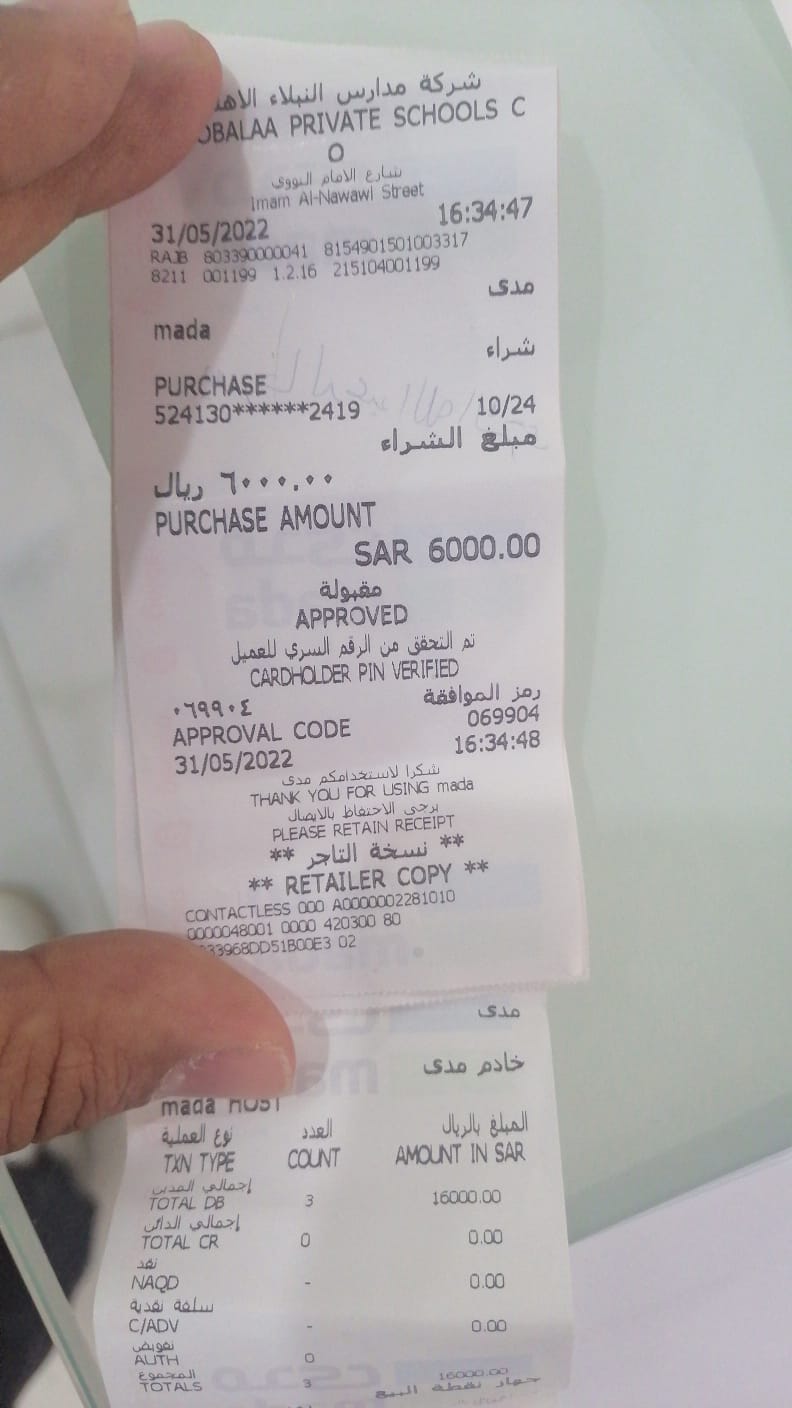 شركة مدارس النبلاء الاه
OBALAA PRIVATE SCHOOLS C
O
شارع الامام النووي
Imam Al-Nawawi Street
31/05/2022 16:34:47
RAJB 803390000041 8154901501003317
8211 001199 1.2.16 215104001199
مدى
mada
شراء
PURCHASE
524130******2419 10/24
مبلغ الشراء
٦٠٠٠.٠٠ ريال
PURCHASE AMOUNT
SAR 6000.00
مقبولة
APPROVED
تم التحقق من الرقم السري للعميل
CARDHOLDER PIN VERIFIED
رمز الموافقة
٠٦٩٩٠٤ 069904
APPROVAL CODE
31/05/2022 16:34:48
شكرا لاستخدامكم مدى
THANK YOU FOR USING mada
يرجى الاحتفاظ بالايصال
PLEASE RETAIN RECEIPT
** نسخة التاجر **
** RETAILER COPY **
CONTACTLESS 000 A0000002281010
0000048001 0000 420300 80
33968DD51B00E3 02
مدى
خادم مدى
mada HOST
المبلغ بالريال العدد نوع العملية
TXN TYPE COUNT AMOUNT IN SAR
إجمالي المدين
TOTAL DB 3 16000.00
إجمالي الدائن
TOTAL CR 0 0.00
نقد
NAQD - 0.00
سلفة نقدية
C/ADV - 0.00
تفويض
AUTH 0
المجموع
TOTALS 3 16000.00
جهاز نقطة البيع